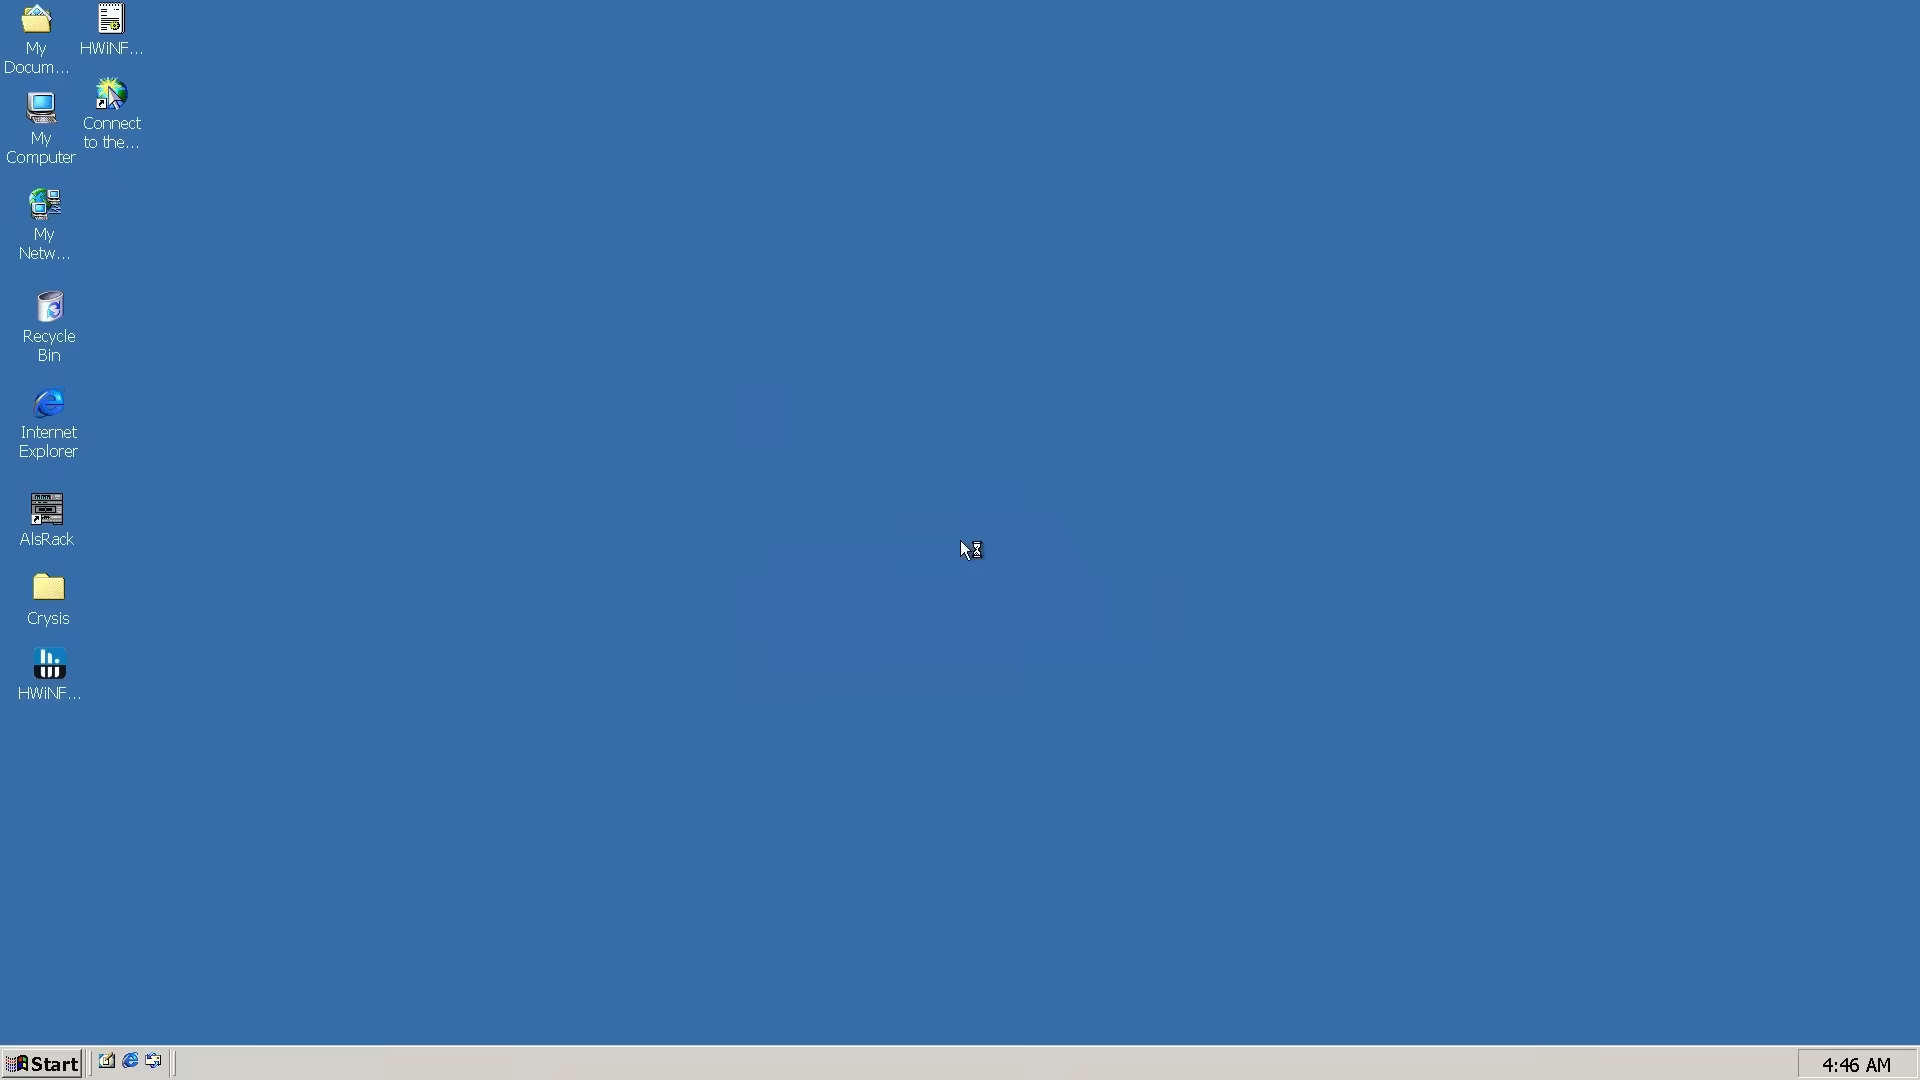 My
Docum...
HWiNF...
My
Computer
Connect
to the...
My
Netw...
Recycle
Bin
Internet
Explorer
AlsRack
Crysis
HWiNF...
Start
4:46 AM